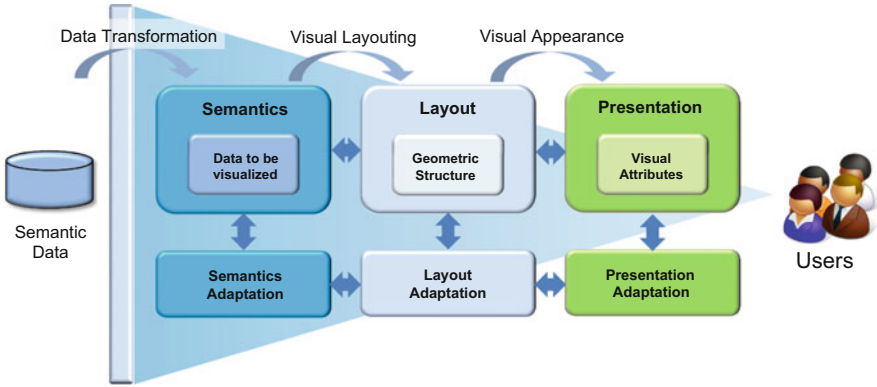 Data Transformation
Visual Layouting
Visual Appearance
Semantics
Layout
Presentation
Data to be
visualized
Geometric
Structure
Visual
Attributes
Semantic
Data
Users
Semantics
Adaptation
Layout
Adaptation
Presentation
Adaptation